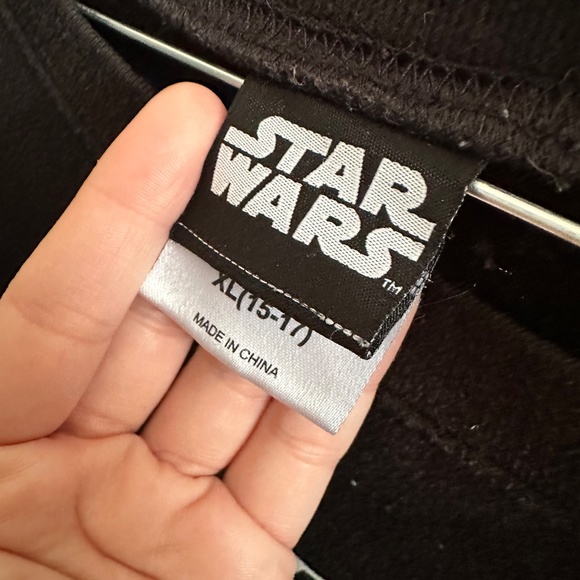 STAR
WARS
TM
XL(15-17)
MADE IN CHINA